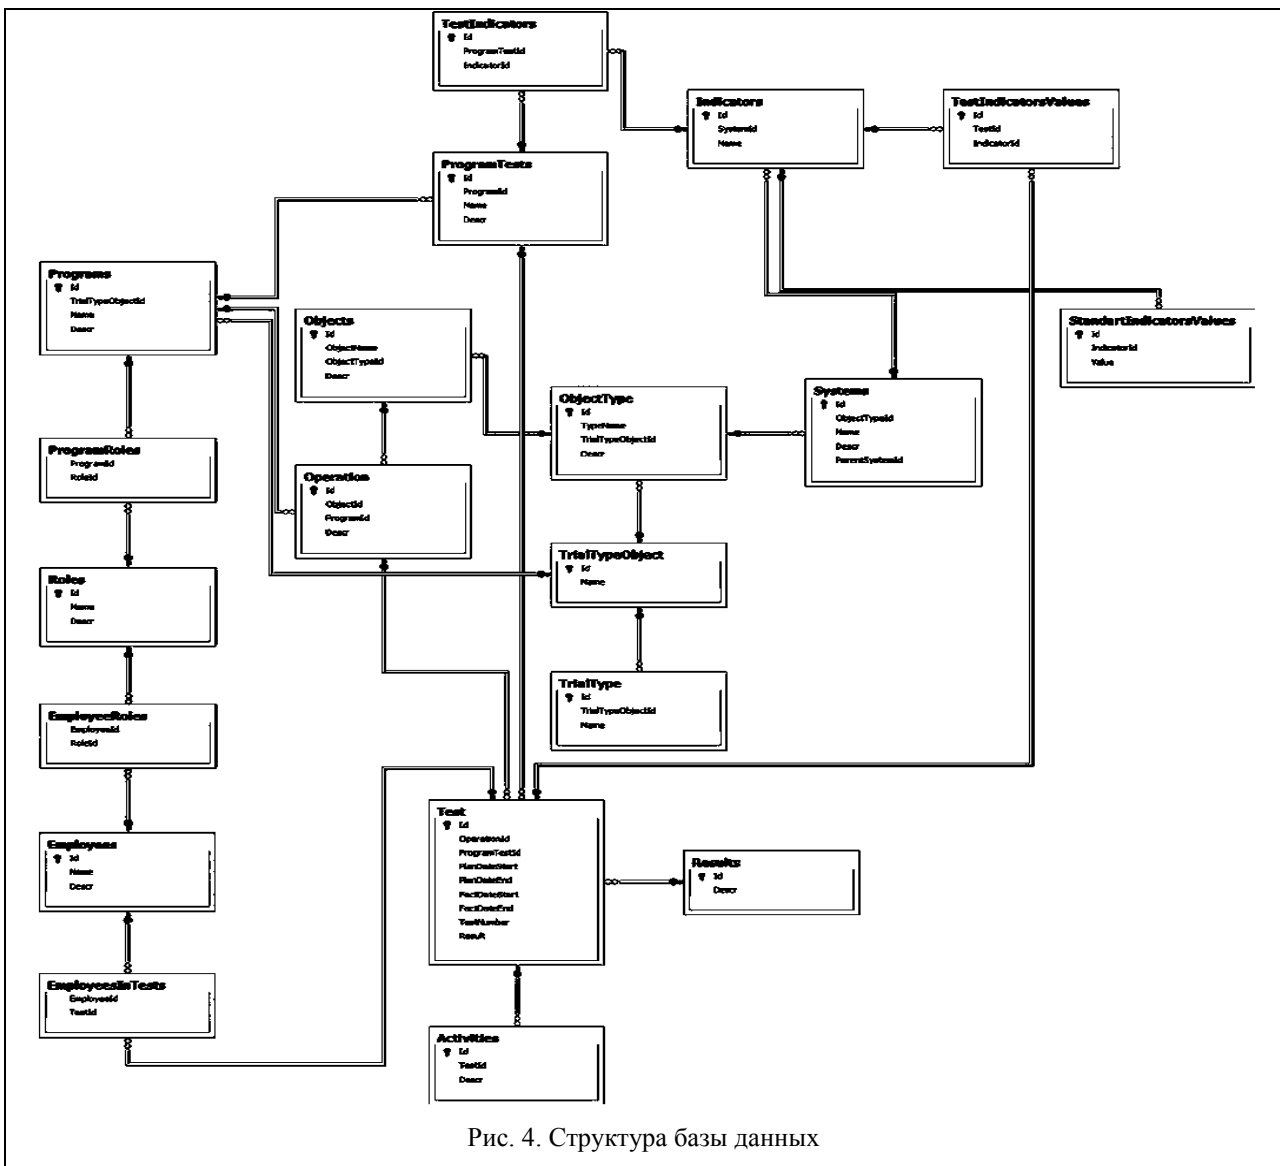 TestIndicators
Id
ProgramTestId
IndicatorId
Indicators
Id
SystemId
Name
TestIndicatorsValues
Id
TestId
IndicatorId
ProgramTests
Id
ProgramId
Name
Descr
Programs
Id
TrialTypeObjectId
Name
Descr
Objects
Id
ObjectName
ObjectTypeId
Descr
StandartIndicatorsValues
Id
IndicatorId
Value
ObjectType
Id
TypeName
TrialTypeObjectId
Descr
Systems
Id
ObjectTypeId
Name
Descr
ParentSystemId
ProgramRoles
ProgramId
RoleId
Operation
Id
ObjectId
ProgramId
Descr
TrialTypeObject
Id
Name
Roles
Id
Name
Descr
TrialType
Id
TrialTypeObjectId
Name
EmployeeRoles
EmployeeId
RoleId
Test
Id
OperationId
ProgramTestId
PlanDateStart
PlanDateEnd
FactDateStart
FactDateEnd
TestNumber
Result
Employees
Id
Name
Descr
Results
Id
Descr
EmployeesInTests
EmployeeId
TestId
Activities
Id
TestId
Descr
Рис. 4. Структура базы данных